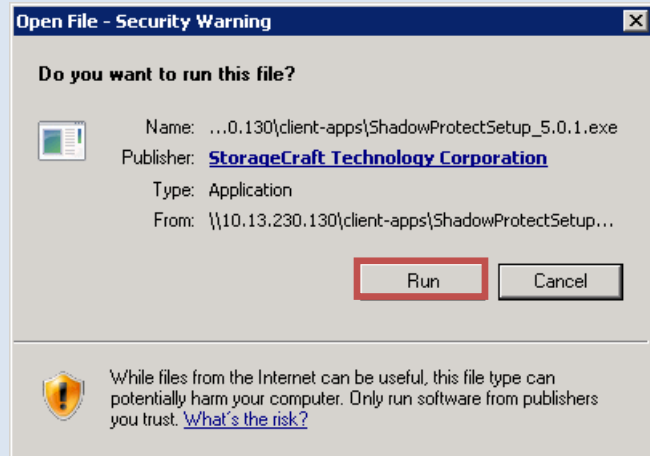 Open File - Security Warning
Do you want to run this file?
Name: ...0.130\client-apps\ShadowProtectSetup_5.0.1.exe
Publisher: StorageCraft Technology Corporation
Type: Application
From: \\10.13.230.130\client-apps\ShadowProtectSetup...
Run Cancel
While files from the Internet can be useful, this file type can
potentially harm your computer. Only run software from publishers
you trust. What's the risk?